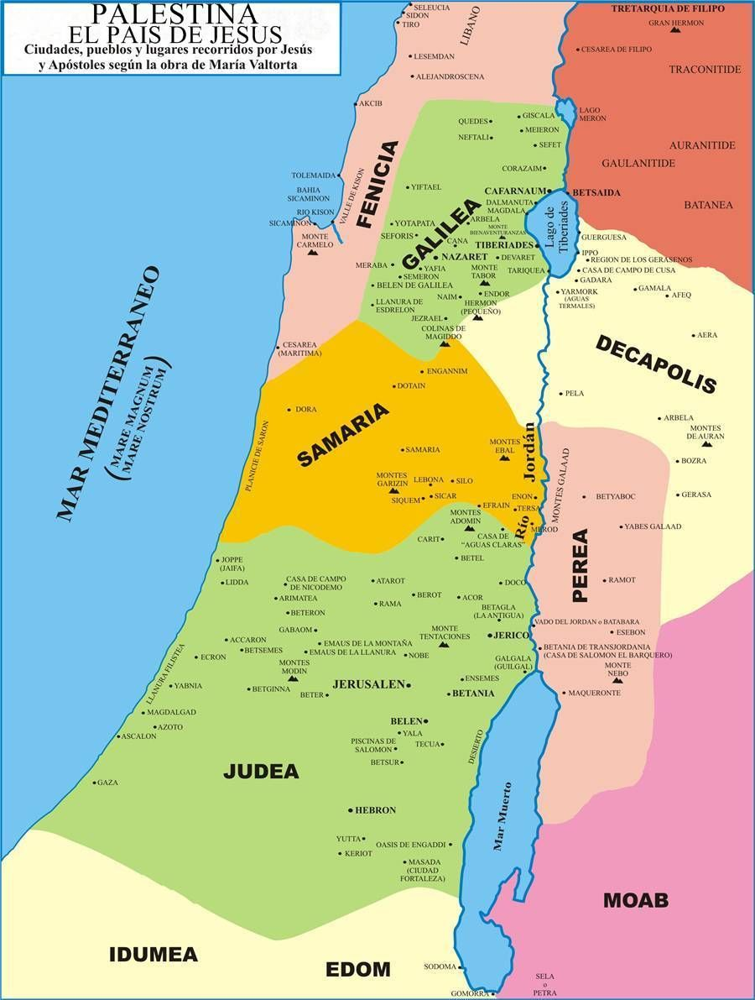 PALESTINA
EL PAIS DE JESUS
Ciudades, pueblos y lugares recorridos por Jesús
y Apóstoles según la obra de María Valtorta
SELEUCIA
SIDON
TIRO
LIBANO
TRETARQUIA DE FILIPO
GRAN HERMON
LESEMDAN
CESAREA DE FILIPO
TRACONITIDE
ALEJANDROSCENA
AKCIB
LAGO
MERON
GISCALA
QUEDES
MEIERON
NEFTALI
SEFET
AURANITIDE
GAULANITIDE
CORAZAIM
FENICIA
TOLEMAIDA
BAHIA
SICAMINON
VALLE DE KISON
YIFTAEL
CAFARNAUM
BETSAIDA
DALMANUTA
MAGDALA
BATANEA
RIO KISON
SICAMINON
GALILEA
Lago de
Tiberiades
YOTAPATA
ARBELA
MONTE
BIENAVENTURANZAS
MONTE
CARMELO
SEFORIS
CANA
TIBERIADES
GUERGUESA
NAZARET
DEVARET
IPPO
REGION DE LOS GERASENOS
MERABA
YAFIA
MONTE
TABOR
TARIQUEA
CASA DE CAMPO DE CUSA
SEMERON
GADARA
BELEN DE GALILEA
NAIM
ENDOR
YARMORK
(AGUAS
TERMALES)
GAMALA
AFEQ
LLANURA DE
ESDRELON
HERMON
(PEQUEÑO)
JEZRAEL
COLINAS DE
MAGIDDO
AERA
CESAREA
(MARITIMA)
DECAPOLIS
MAR MEDITERRANEO
(MARE MAGNUM
MARE NOSTRUM)
ENGANNIM
DOTAIN
PELA
DORA
SAMARIA
ARBELA
MONTES
DE AURAN
PLANICIE DE SARON
SAMARIA
MONTES
EBAL
Río Jordán
MONTES GALAAD
BOZRA
MONTES
GARIZIN
LEBONA
SILO
SIQUEM
SICAR
ENON
BETYABOC
GERASA
EFRAIN
TERSA
MONTES
ADOMIN
MEROD
YABES GALAAD
CARIT
CASA DE
“AGUAS CLARAS”
PEREA
JOPPE
(JAIFA)
BETEL
LIDDA
CASA DE CAMPO
DE NICODEMO
ATAROT
DOCO
RAMOT
ARIMATEA
RAMA
BEROT
ACOR
BETERON
BETAGLA
(LA ANTIGUA)
VADO DEL JORDAN o BATABARA
GABAOM
MONTE
TENTACIONES
JERICO
ESEBON
ACCARON
EMAUS DE LA MONTAÑA
BETANIA DE TRANSJORDANIA
(CASA DE SALOMON EL BARQUERO)
BETSEMES
EMAUS DE LA LLANURA
NOBE
ECRON
MONTES
MODIN
GALGALA
(GUILGAL)
MONTE
NEBO
LLANURA FILISTEA
YABNIA
BETGINNA
BETER
JERUSALEN
ENSEMES
BETANIA
MAQUERONTE
MAGDALGAD
BELEN
AZOTO
YALA
ASCALON
PISCINAS DE
SALOMON
TECUA
DESIERTO
BETSUR
JUDEA
GAZA
HEBRON
Mar Muerto
YUTTA
OASIS DE ENGADDI
KERIOT
MASADA
(CIUDAD
FORTALEZA)
MOAB
IDUMEA
EDOM
SODOMA
SELA
o
PETRA
GOMORRA